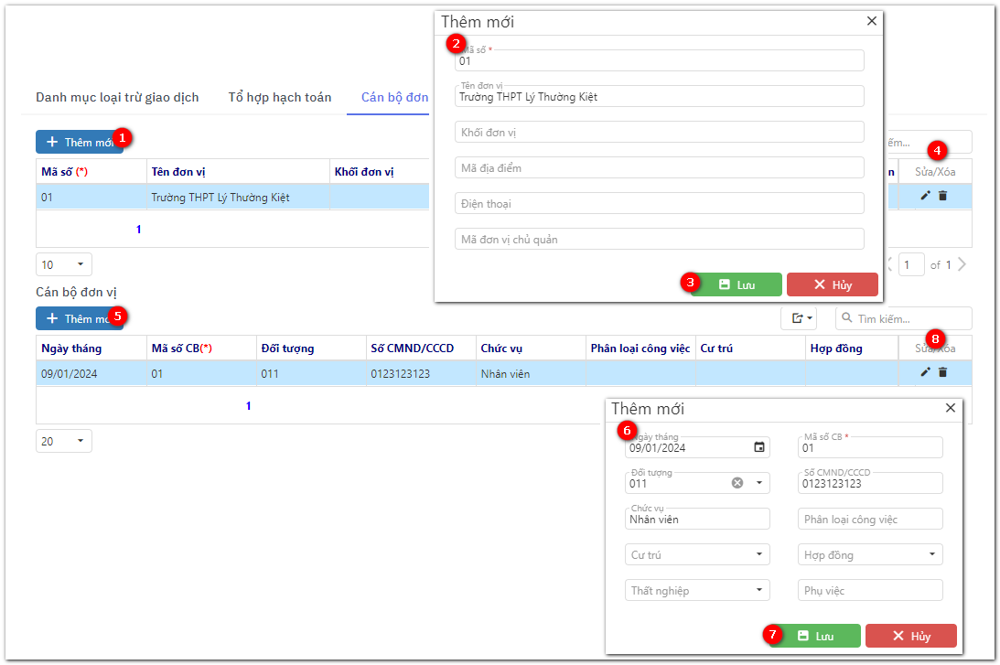 Thêm mới
2
Mã số *
01
Tên đơn vị
Trường THPT Lý Thường Kiệt
Khối đơn vị
Mã địa điểm
Điện thoại
Mã đơn vị chủ quản
3 Lưu Hủy
Danh mục loại trừ giao dịch Tổ hợp hạch toán Cán bộ đơn
Thêm mới 1
4
Mã số (*) Tên đơn vị Khối đơn vị Sửa/Xóa
01 Trường THPT Lý Thường Kiệt
1
10 1 of 1
Cán bộ đơn vị
Thêm mới 5 Tìm kiếm...
8
Ngày tháng Mã số CB(*) Đối tượng Số CMND/CCCD Chức vụ Phân loại công việc Cư trú Hợp đồng Sửa/Xóa
09/01/2024 01 011 0123123123 Nhân viên
1
20
Thêm mới
6
Ngày tháng Mã số CB *
09/01/2024 01
Đối tượng Số CMND/CCCD
011 0123123123
Chức vụ
Nhân viên Phân loại công việc
Cư trú Hợp đồng
Thất nghiệp Phụ việc
7 Lưu Hủy